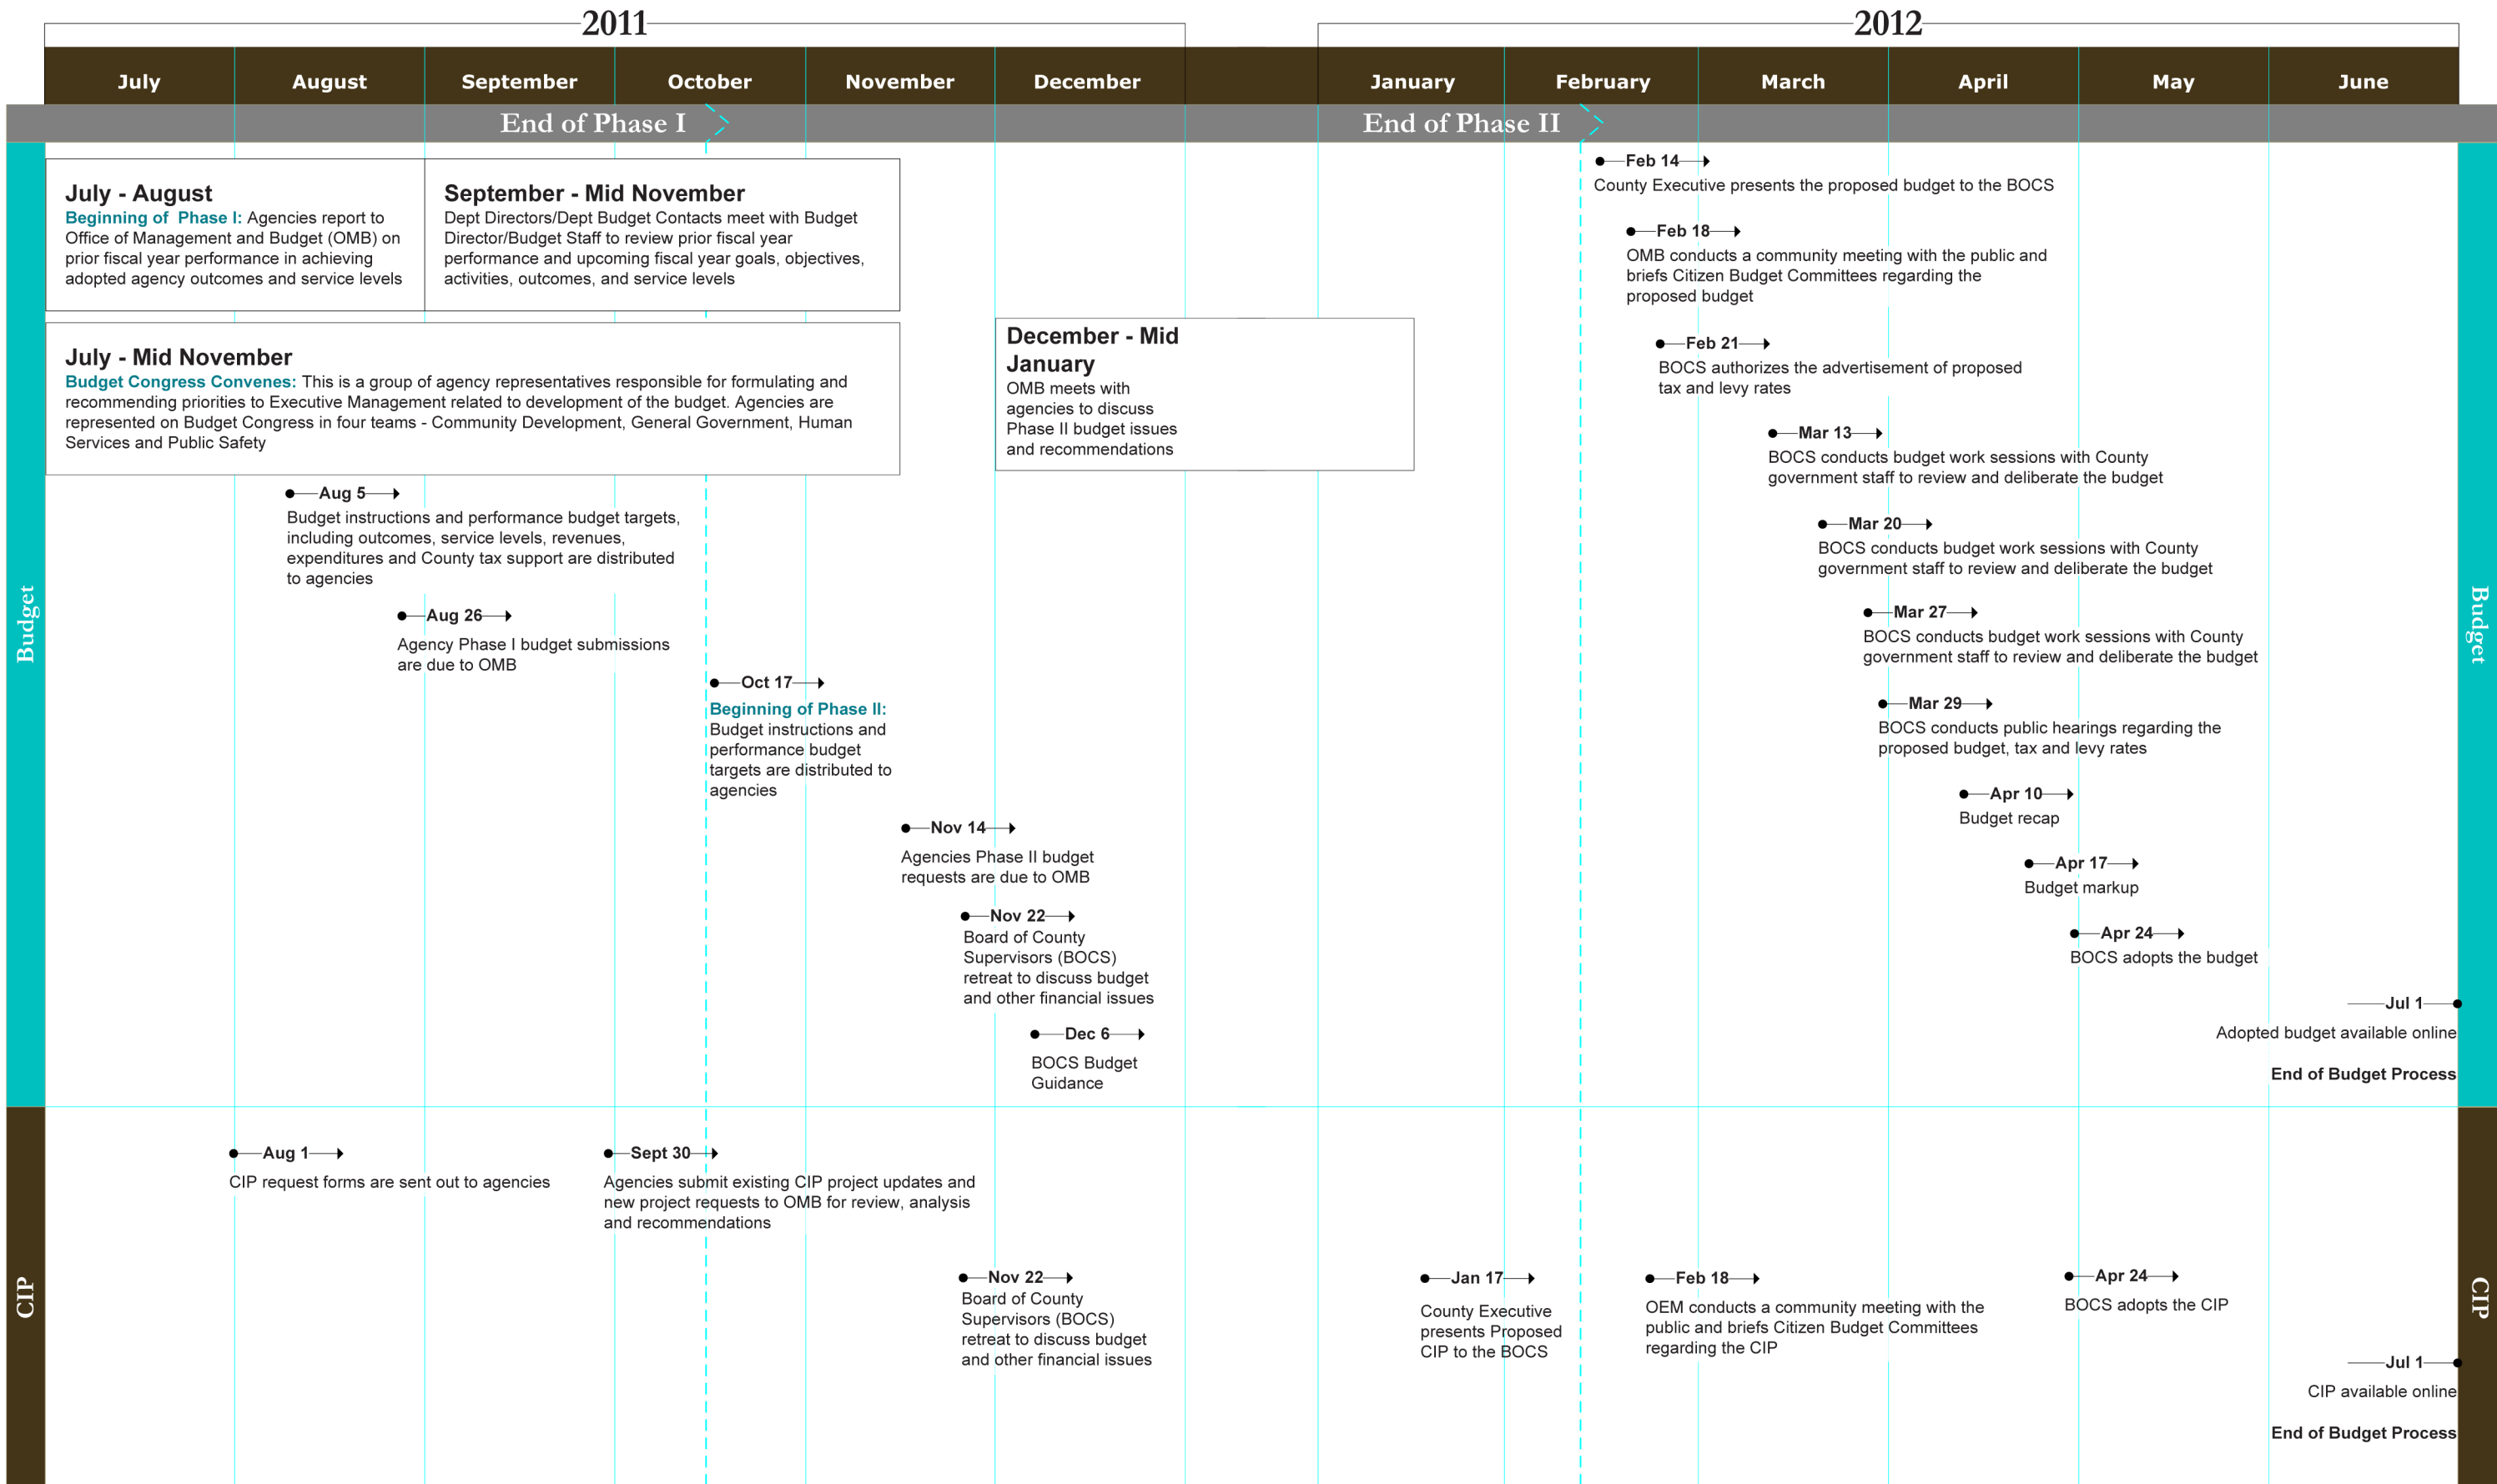 2011
2012
July
August
September
October
November
December
January
February
March
April
May
June
End of Phase I
End of Phase II
Budget
July - August
Beginning of  Phase I: Agencies report to
Office of Management and Budget (OMB) on
prior fiscal year performance in achieving
adopted agency outcomes and service levels
September - Mid November
Dept Directors/Dept Budget Contacts meet with Budget
Director/Budget Staff to review prior fiscal year
performance and upcoming fiscal year goals, objectives,
activities, outcomes, and service levels
July - Mid November
Budget Congress Convenes: This is a group of agency representatives responsible for formulating and
recommending priorities to Executive Management related to development of the budget. Agencies are
represented on Budget Congress in four teams - Community Development, General Government, Human
Services and Public Safety
December - Mid
January
OMB meets with
agencies to discuss
Phase II budget issues
and recommendations
Aug 5
Budget instructions and performance budget targets,
including outcomes, service levels, revenues,
expenditures and County tax support are distributed
to agencies
Aug 26
Agency Phase I budget submissions
are due to OMB
Oct 17
Beginning of Phase II:
Budget instructions and
performance budget
targets are distributed to
agencies
Nov 14
Agencies Phase II budget
requests are due to OMB
Nov 22
Board of County
Supervisors (BOCS)
retreat to discuss budget
and other financial issues
Dec 6
BOCS Budget
Guidance
Feb 14
County Executive presents the proposed budget to the BOCS
Feb 18
OMB conducts a community meeting with the public and
briefs Citizen Budget Committees regarding the
proposed budget
Feb 21
BOCS authorizes the advertisement of proposed
tax and levy rates
Mar 13
BOCS conducts budget work sessions with County
government staff to review and deliberate the budget
Mar 20
BOCS conducts budget work sessions with County
government staff to review and deliberate the budget
Mar 27
BOCS conducts budget work sessions with County
government staff to review and deliberate the budget
Mar 29
BOCS conducts public hearings regarding the
proposed budget, tax and levy rates
Apr 10
Budget recap
Apr 17
Budget markup
Apr 24
BOCS adopts the budget
Jul 1
Adopted budget available online
End of Budget Process
Budget
CIP
Aug 1
CIP request forms are sent out to agencies
Sept 30
Agencies submit existing CIP project updates and
new project requests to OMB for review, analysis
and recommendations
Nov 22
Board of County
Supervisors (BOCS)
retreat to discuss budget
and other financial issues
Jan 17
County Executive
presents Proposed
CIP to the BOCS
Feb 18
OEM conducts a community meeting with the
public and briefs Citizen Budget Committees
regarding the CIP
Apr 24
BOCS adopts the CIP
Jul 1
CIP available online
End of Budget Process
CIP